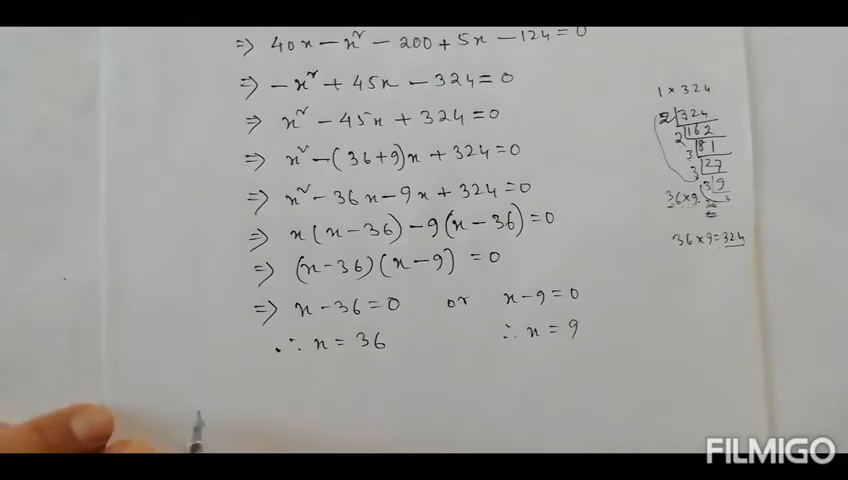 ⇒ 40x - x² - 200 + 5x - 124 = 0
⇒ -x² + 45x - 324 = 0
⇒ x² - 45x + 324 = 0
⇒ x² - (36+9)x + 324 = 0
⇒ x² - 36x - 9x + 324 = 0
⇒ x(x-36) - 9(x-36) = 0
⇒ (x-36)(x-9) = 0
⇒ x - 36 = 0 or x - 9 = 0
∴ x = 36 ∴ x = 9
1 × 324
2|324
2|162
3|81
3|27
3|9
3
36×9
36×9=324
FILMIGO